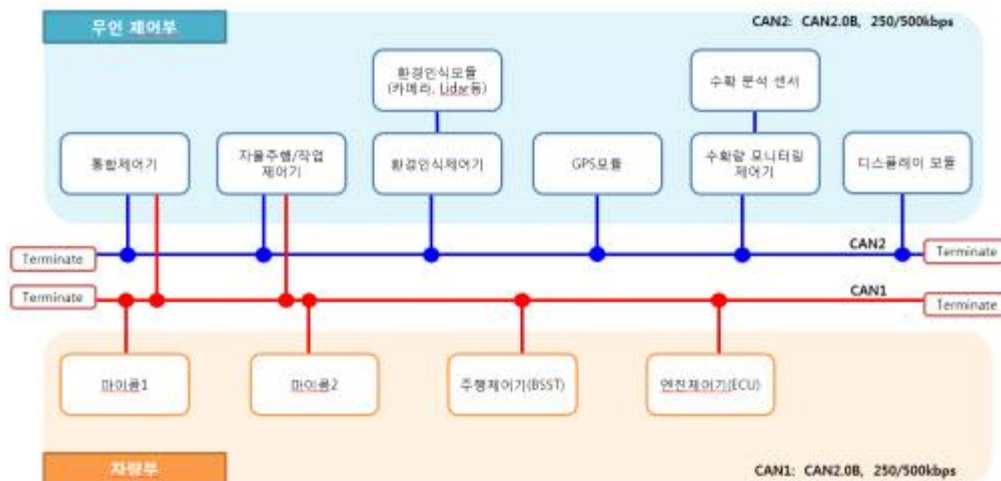 무인 제어부
CAN2: CAN2.0B, 250/500kbps
환경인식모듈
(카메라, Lidar등)
수확 분석 센서
통합제어기
자율주행/작업
제어기
환경인식제어기
GPS모듈
수확량 모니터링
제어기
디스플레이 모듈
CAN2
Terminate
Terminate
Terminate
CAN1
Terminate
마이콤1
마이콤2
주행제어기(BSST)
엔진제어기(ECU)
차량부
CAN1: CAN2.0B, 250/500kbps